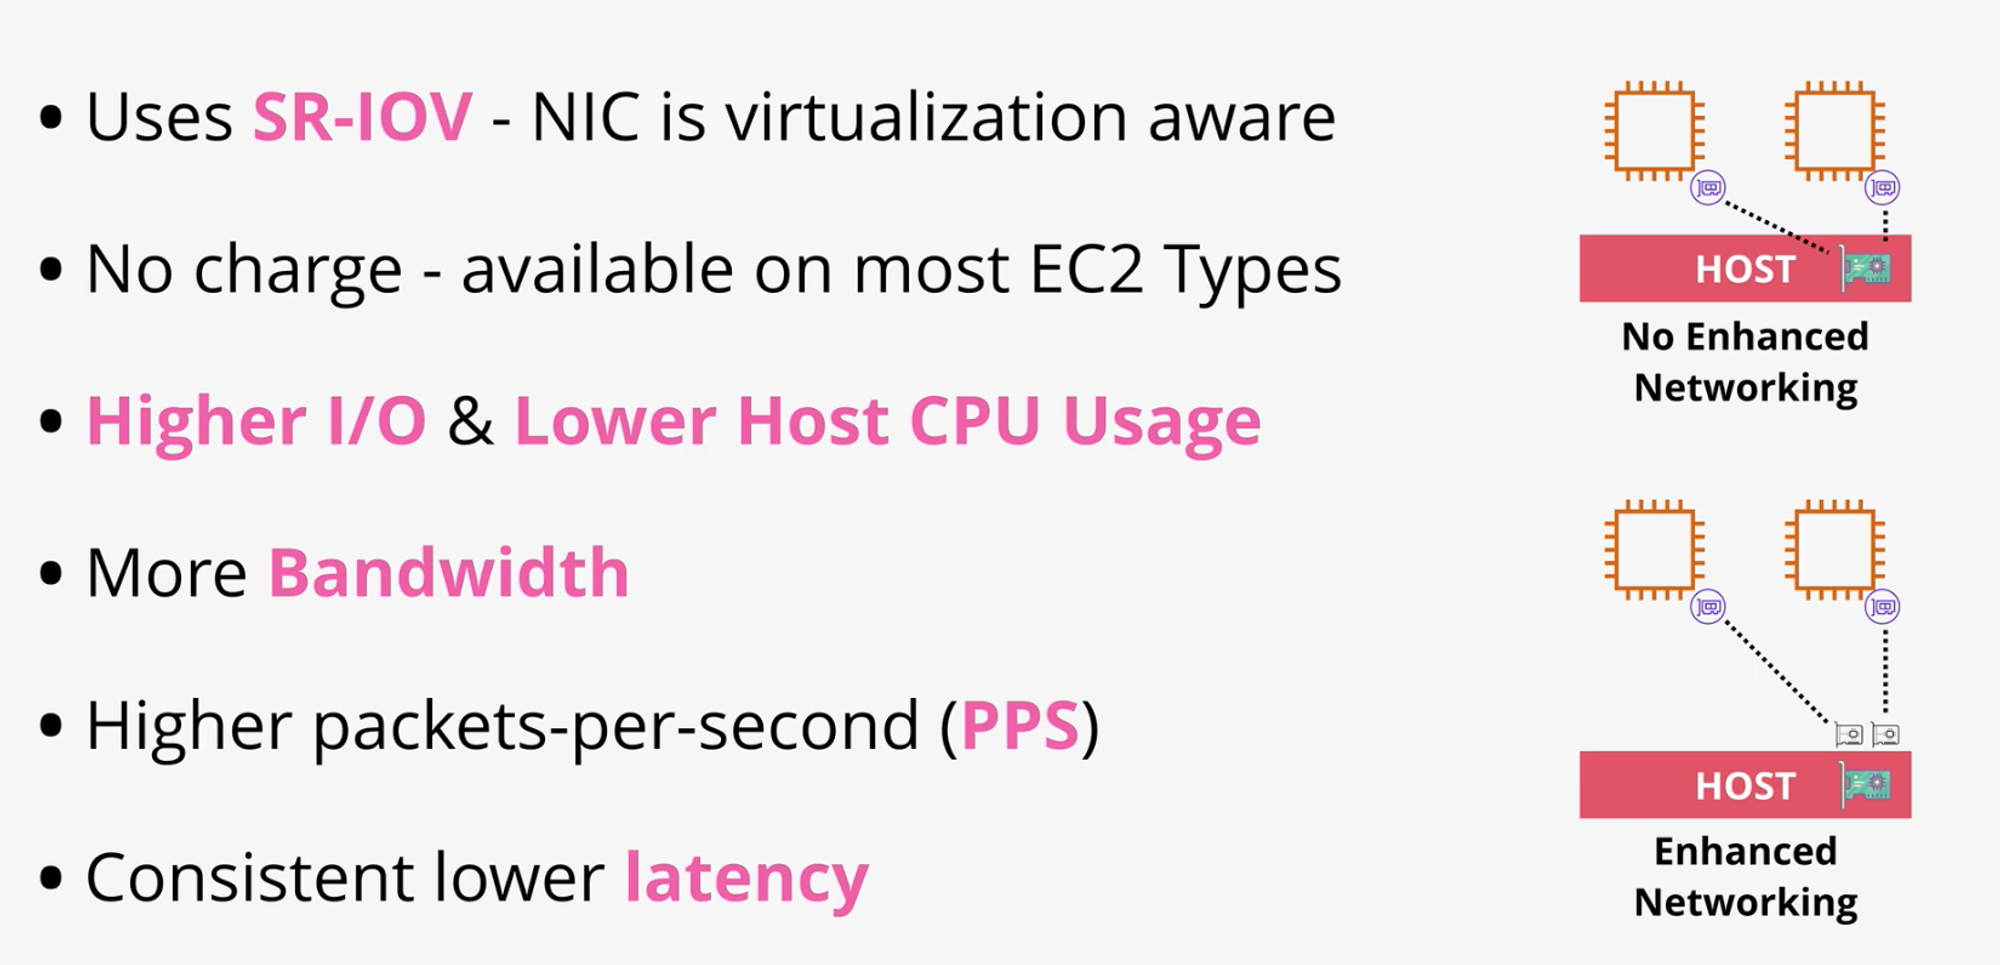 • Uses SR-IOV - NIC is virtualization aware
• No charge - available on most EC2 Types
• Higher I/O & Lower Host CPU Usage
• More Bandwidth
• Higher packets-per-second (PPS)
• Consistent lower latency
HOST
No Enhanced
Networking
HOST
Enhanced
Networking